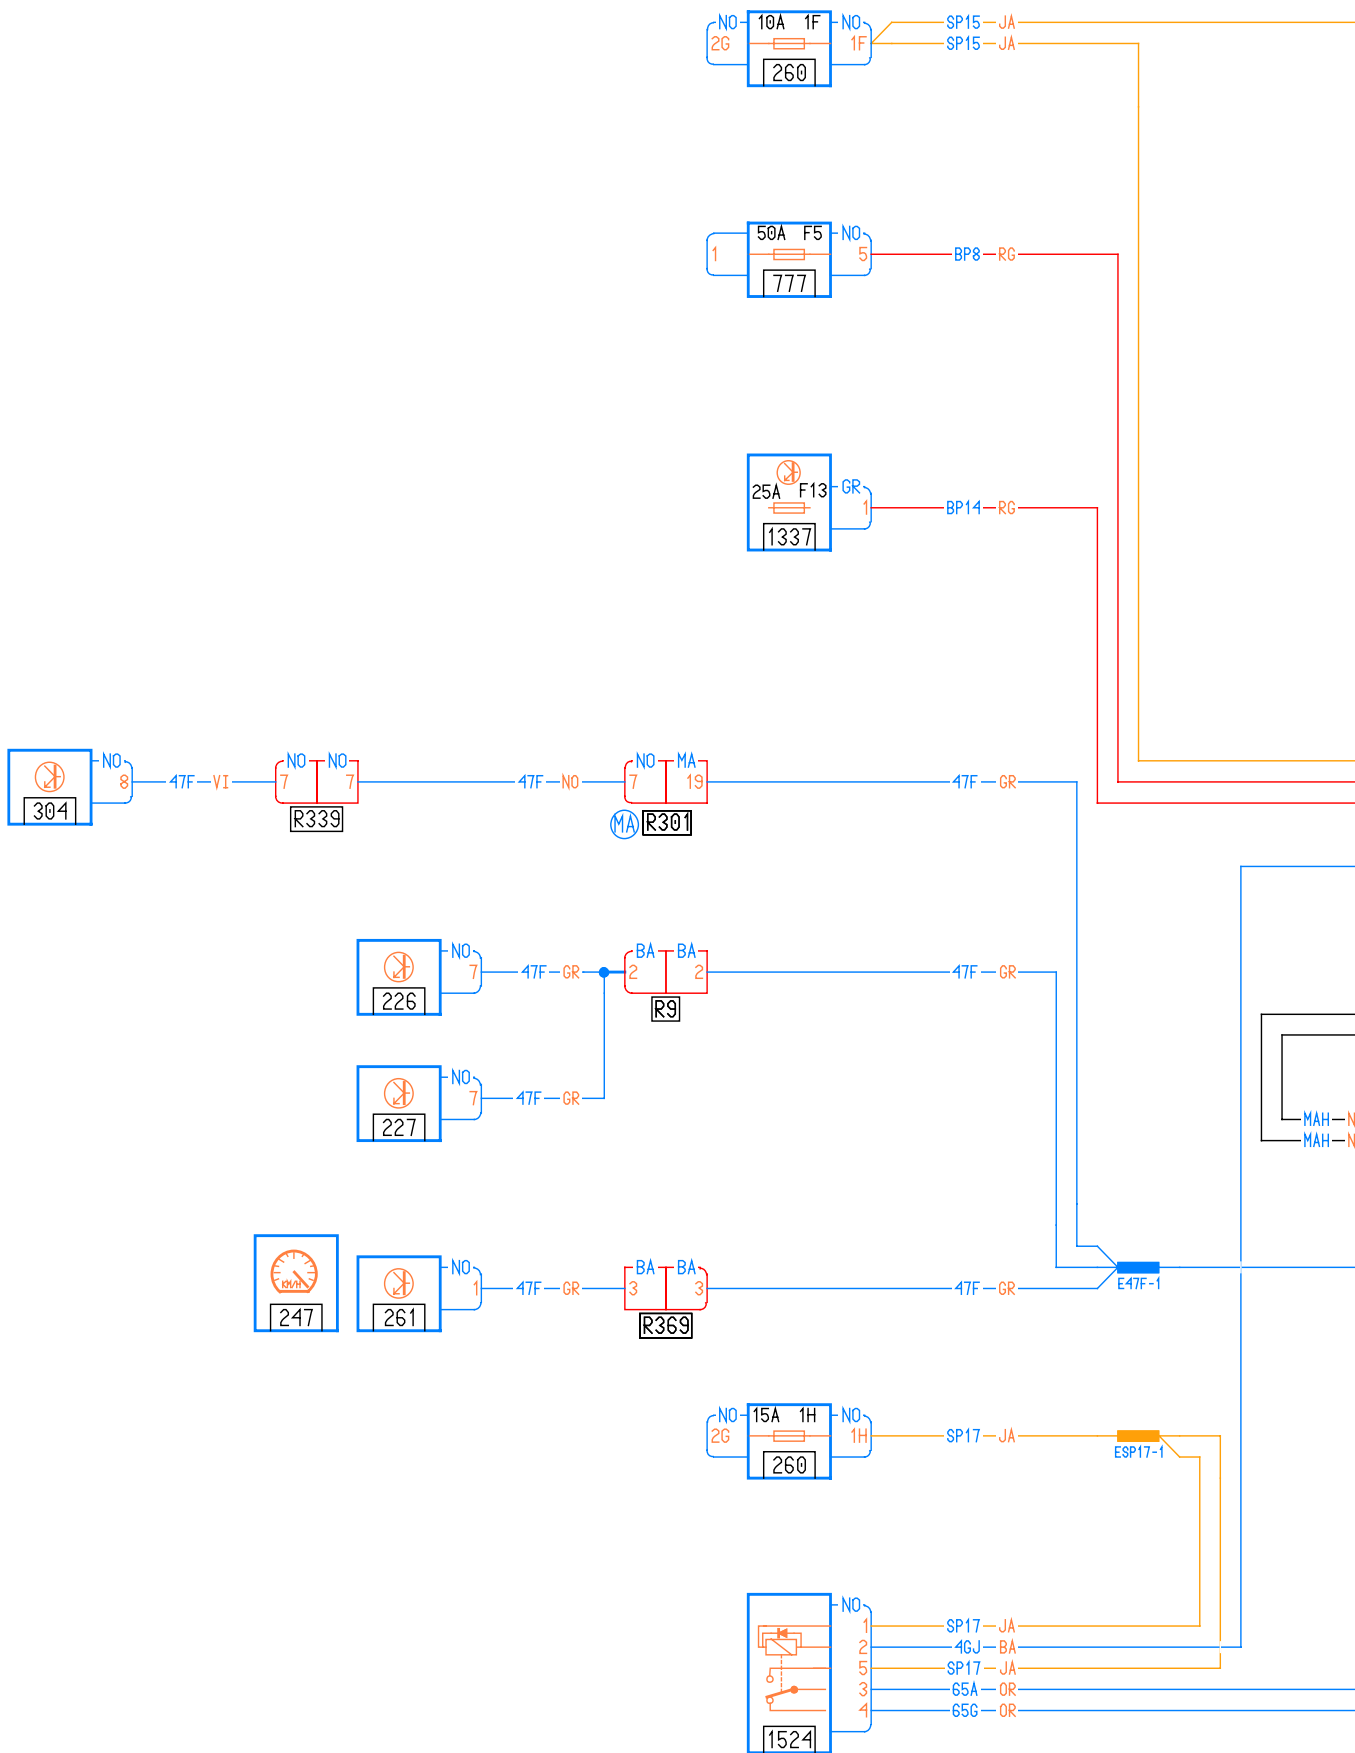 NO 10A 1F NO SP15 JA
2G 1F SP15 JA
260
50A F5 NO
1 5 BP8 RG
777
GR
25A F13
1 BP14 RG
1337
NO NO NO NO MA
8 47F VI 7 7 47F NO 7 19 47F GR
304 R339 MA R301
NO BA BA
7 47F GR 2 2 47F GR
226 R9
NO
7 47F GR
227
MAH
MAH
NO BA BA
KM/H 1 47F GR 3 3 47F GR E47F-1
247 261 R369
NO 15A 1H NO
2G 1H SP17 JA
ESP17-1
260
NO
1 SP17 JA
2 4GJ BA
5 SP17 JA
3 65A OR
4 65G OR
1524